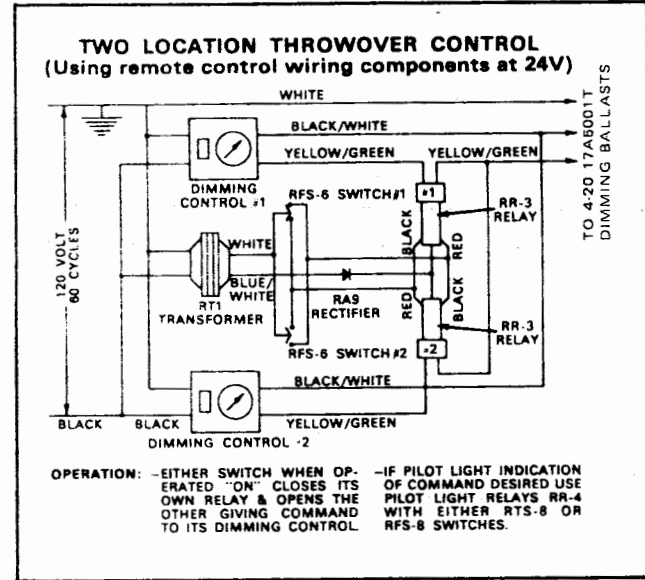 TWO LOCATION THROWOVER CONTROL
(Using remote control wiring components at 24V)
WHITE
BLACK/WHITE
YELLOW/GREEN
YELLOW/GREEN
DIMMING
CONTROL #1
RFS-6 SWITCH #1
#1
RR-3
RELAY
BLACK
RED
TO 4-20 17A6001T
DIMMING BALLASTS
120 VOLT
60 CYCLES
WHITE
BLUE/
WHITE
RT1
TRANSFORMER
RA9
RECTIFIER
RED
BLACK
RR-3
RELAY
#2
RFS-6 SWITCH #2
BLACK/WHITE
YELLOW/GREEN
BLACK
BLACK
DIMMING CONTROL -2
OPERATION: -EITHER SWITCH WHEN OP-
ERATED "ON" CLOSES ITS
OWN RELAY & OPENS THE
OTHER GIVING COMMAND
TO ITS DIMMING CONTROL.
-IF PILOT LIGHT INDICATION
OF COMMAND DESIRED USE
PILOT LIGHT RELAYS RR-4
WITH EITHER RTS-8 OR
RFS-8 SWITCHES.